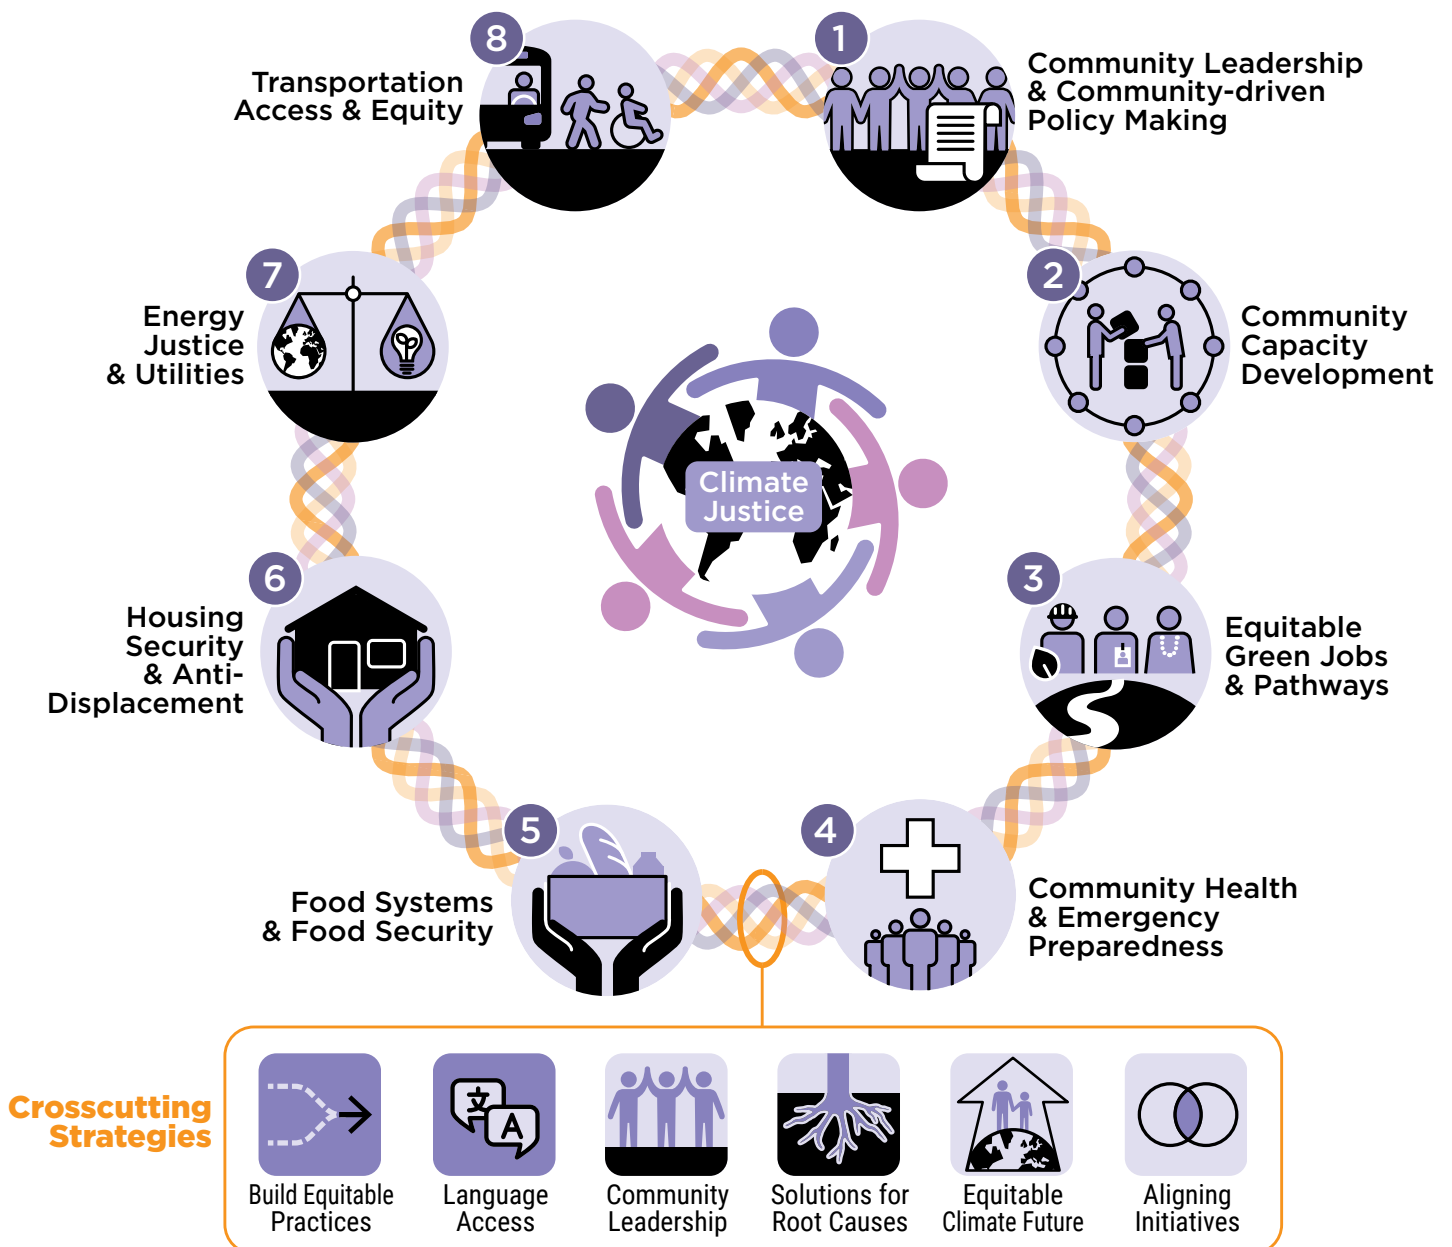 8
Transportation
Access & Equity
1
Community Leadership
& Community-driven
Policy Making
7
Energy
Justice
& Utilities
2
Community
Capacity
Development
Climate
Justice
6
Housing
Security
& Anti-
Displacement
3
Equitable
Green Jobs
& Pathways
5
Food Systems
& Food Security
4
Community Health
& Emergency
Preparedness
Crosscutting
Strategies
文
A
Build Equitable
Practices
Language
Access
Community
Leadership
Solutions for
Root Causes
Equitable
Climate Future
Aligning
Initiatives